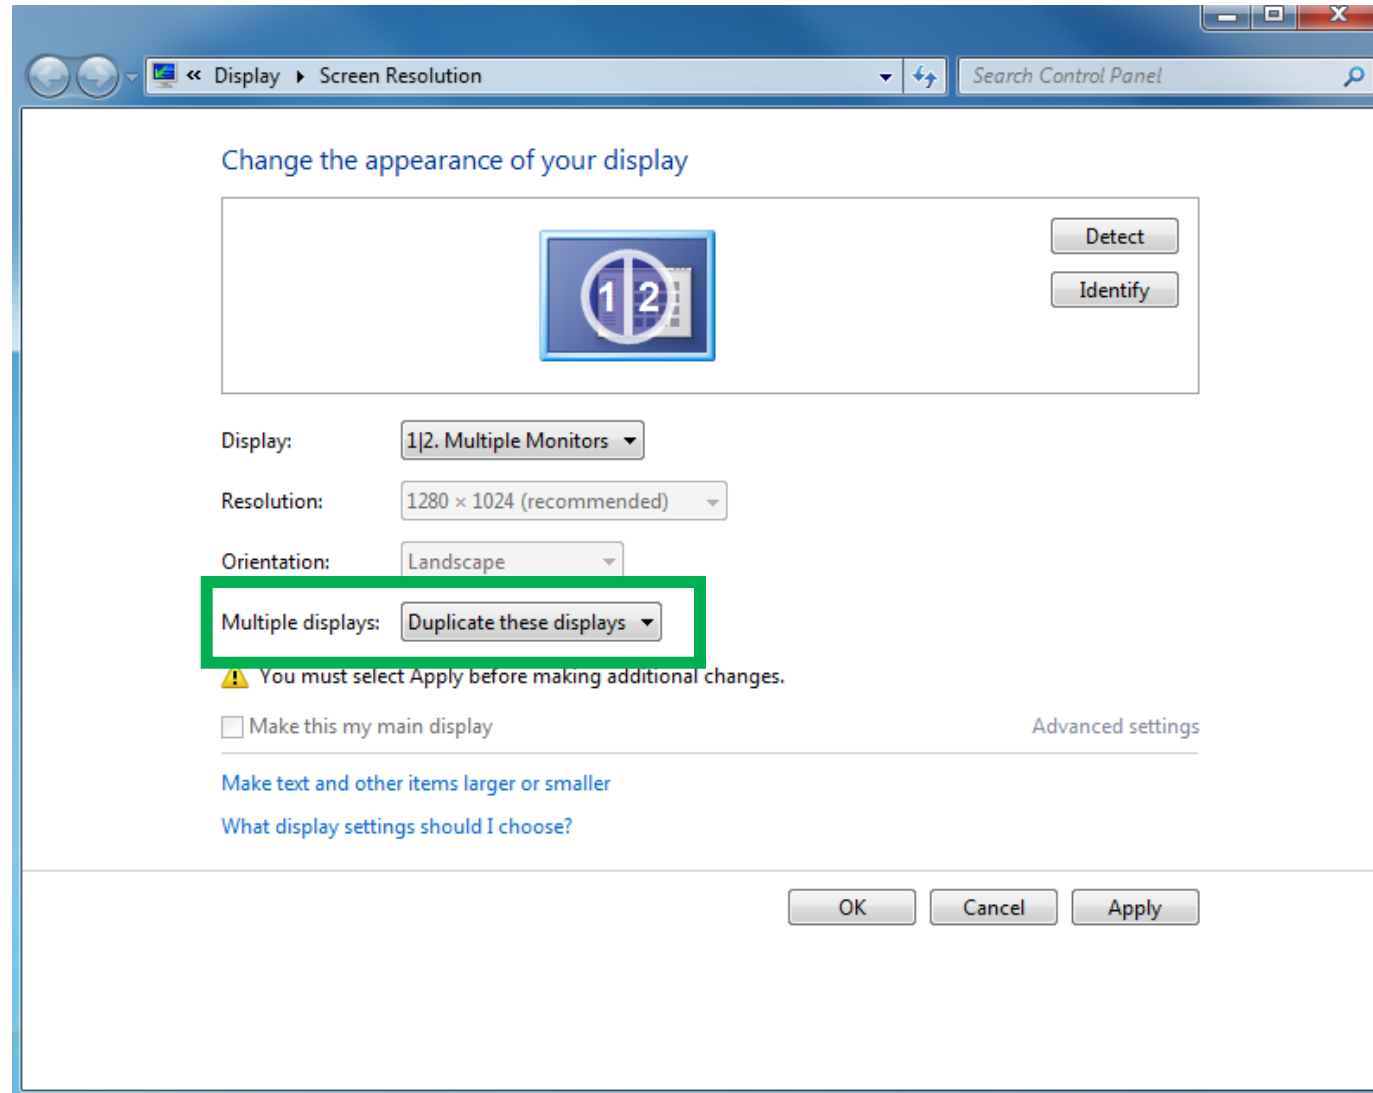 « Display ▸ Screen Resolution
Search Control Panel
Change the appearance of your display
1 2
Detect
Identify
Display: 1|2. Multiple Monitors
Resolution: 1280 × 1024 (recommended)
Orientation: Landscape
Multiple displays: Duplicate these displays
You must select Apply before making additional changes.
Make this my main display Advanced settings
Make text and other items larger or smaller
What display settings should I choose?
OK Cancel Apply